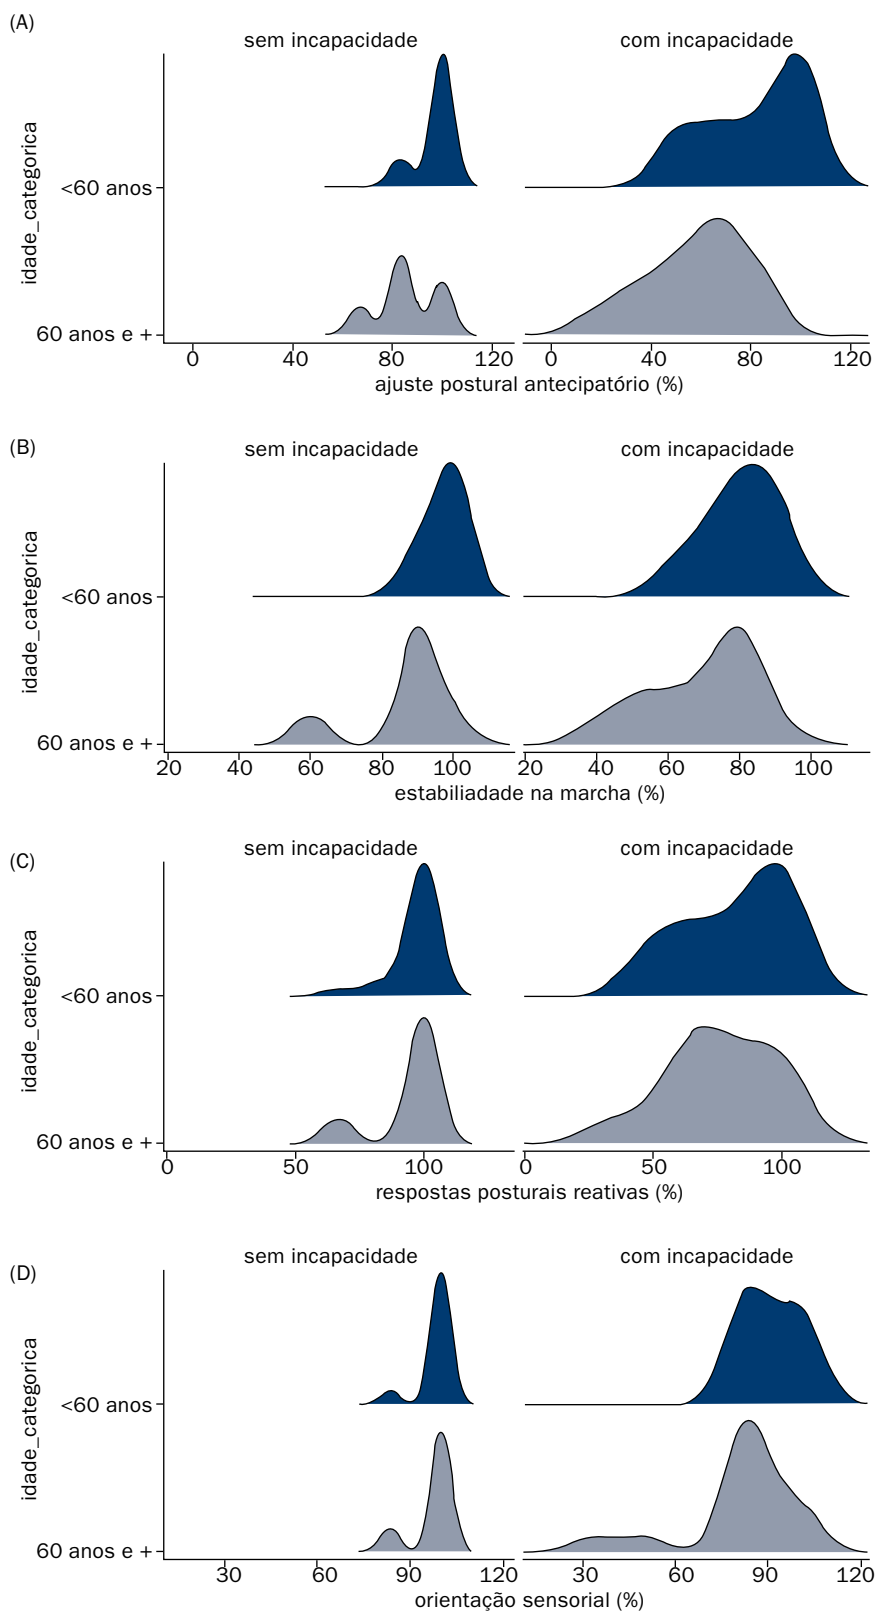 (A)
sem incapacidade com incapacidade
idade_categorica
<60 anos
60 anos e +
0 40 80 120 0 40 80 120
ajuste postural antecipatório (%)
(B)
sem incapacidade com incapacidade
idade_categorica
<60 anos
60 anos e +
20 40 60 80 100 20 40 60 80 100
estabiliadade na marcha (%)
(C)
sem incapacidade com incapacidade
idade_categorica
<60 anos
60 anos e +
0 50 100 0 50 100
respostas posturais reativas (%)
(D)
sem incapacidade com incapacidade
idade_categorica
<60 anos
60 anos e +
30 60 90 120 30 60 90 120
orientação sensorial (%)